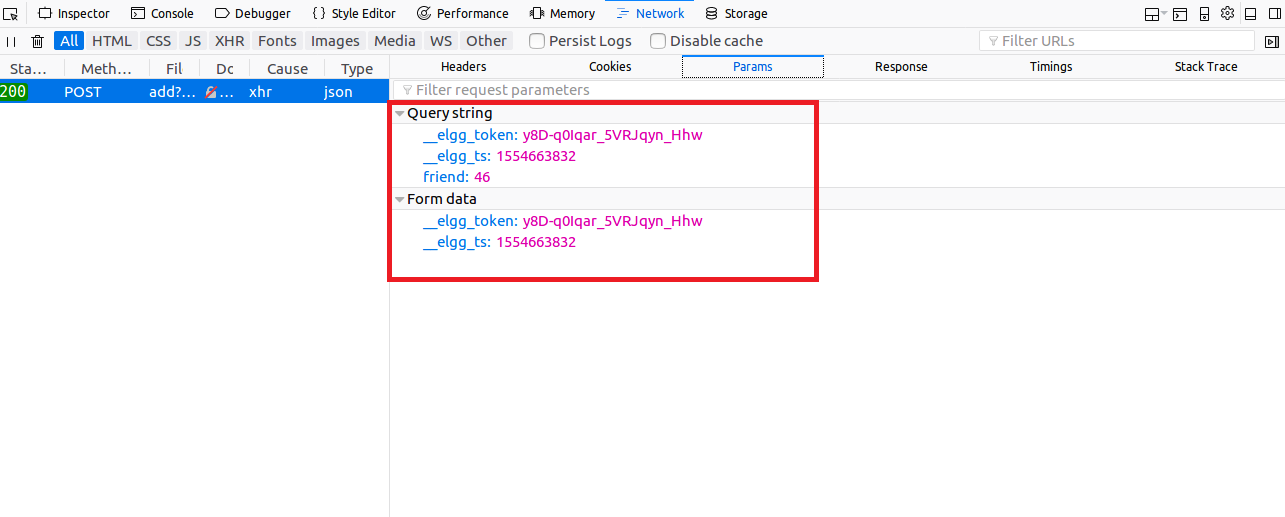 Inspector Console Debugger { } Style Editor Performance Memory Network Storage
All HTML CSS JS XHR Fonts Images Media WS Other Persist Logs Disable cache Filter URLs
Sta... Meth... Fil Dc Cause Type Headers Cookies Params Response Timings Stack Trace
200 POST add?... ... xhr json Filter request parameters
Query string
__elgg_token: y8D-q0Iqar_5VRJqyn_Hhw
__elgg_ts: 1554663832
friend: 46
Form data
__elgg_token: y8D-q0Iqar_5VRJqyn_Hhw
__elgg_ts: 1554663832